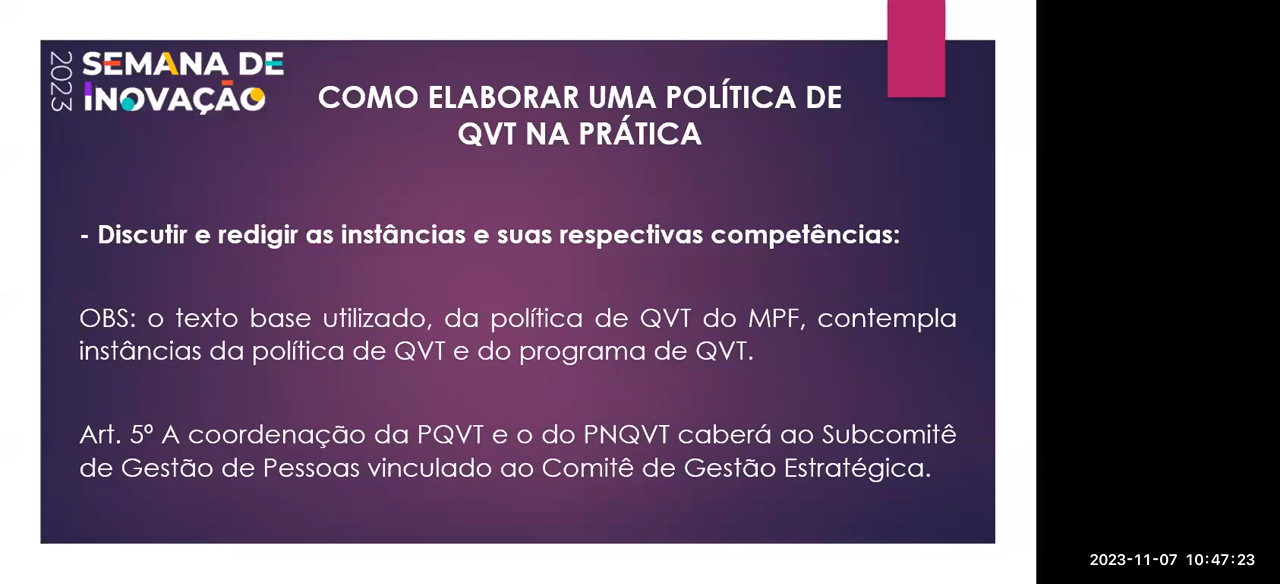 2023
SEMANA DE
INOVAÇÃO
COMO ELABORAR UMA POLÍTICA DE
QVT NA PRÁTICA
- Discutir e redigir as instâncias e suas respectivas competências:
OBS: o texto base utilizado, da política de QVT do MPF, contempla
instâncias da política de QVT e do programa de QVT.
Art. 5º A coordenação da PQVT e o do PNQVT caberá ao Subcomitê
de Gestão de Pessoas vinculado ao Comitê de Gestão Estratégica.
2023-11-07 10:47:23